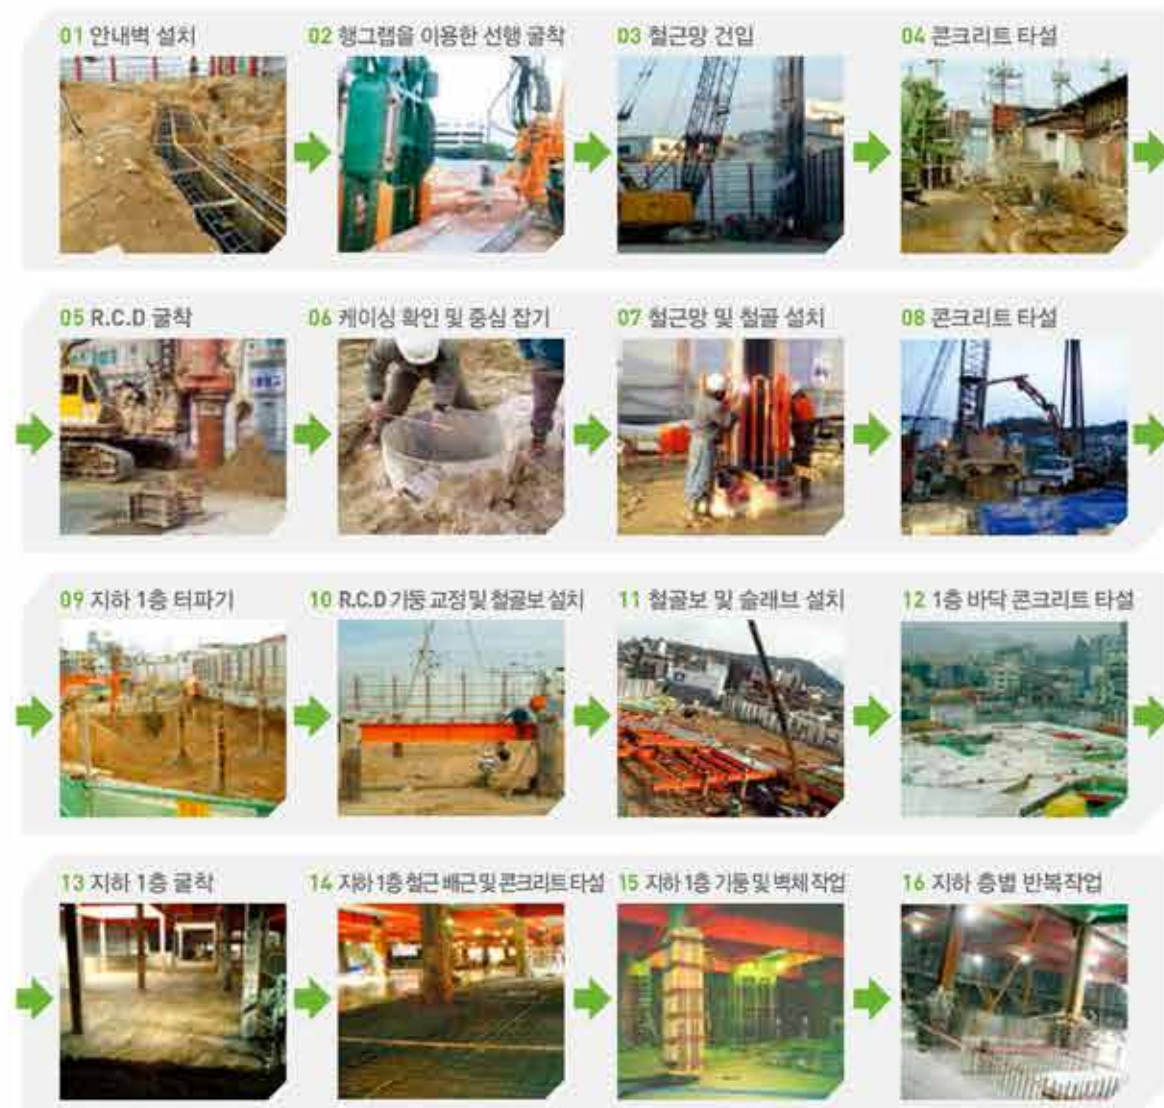 01 안내벽 설치
02 행그랩을 이용한 선행 굴착
03 철근망 건입
04 콘크리트 타설
05 R.C.D 굴착
06 케이싱 확인 및 중심 잡기
07 철근망 및 철골 설치
08 콘크리트 타설
09 지하 1층 터파기
10 R.C.D 기둥 교정 및 철골보 설치
11 철골보 및 슬래브 설치
12 1층 바닥 콘크리트 타설
13 지하 1층 굴착
14 지하 1층 철근 배근 및 콘크리트 타설
15 지하 1층 기둥 및 벽체 작업
16 지하 층별 반복작업